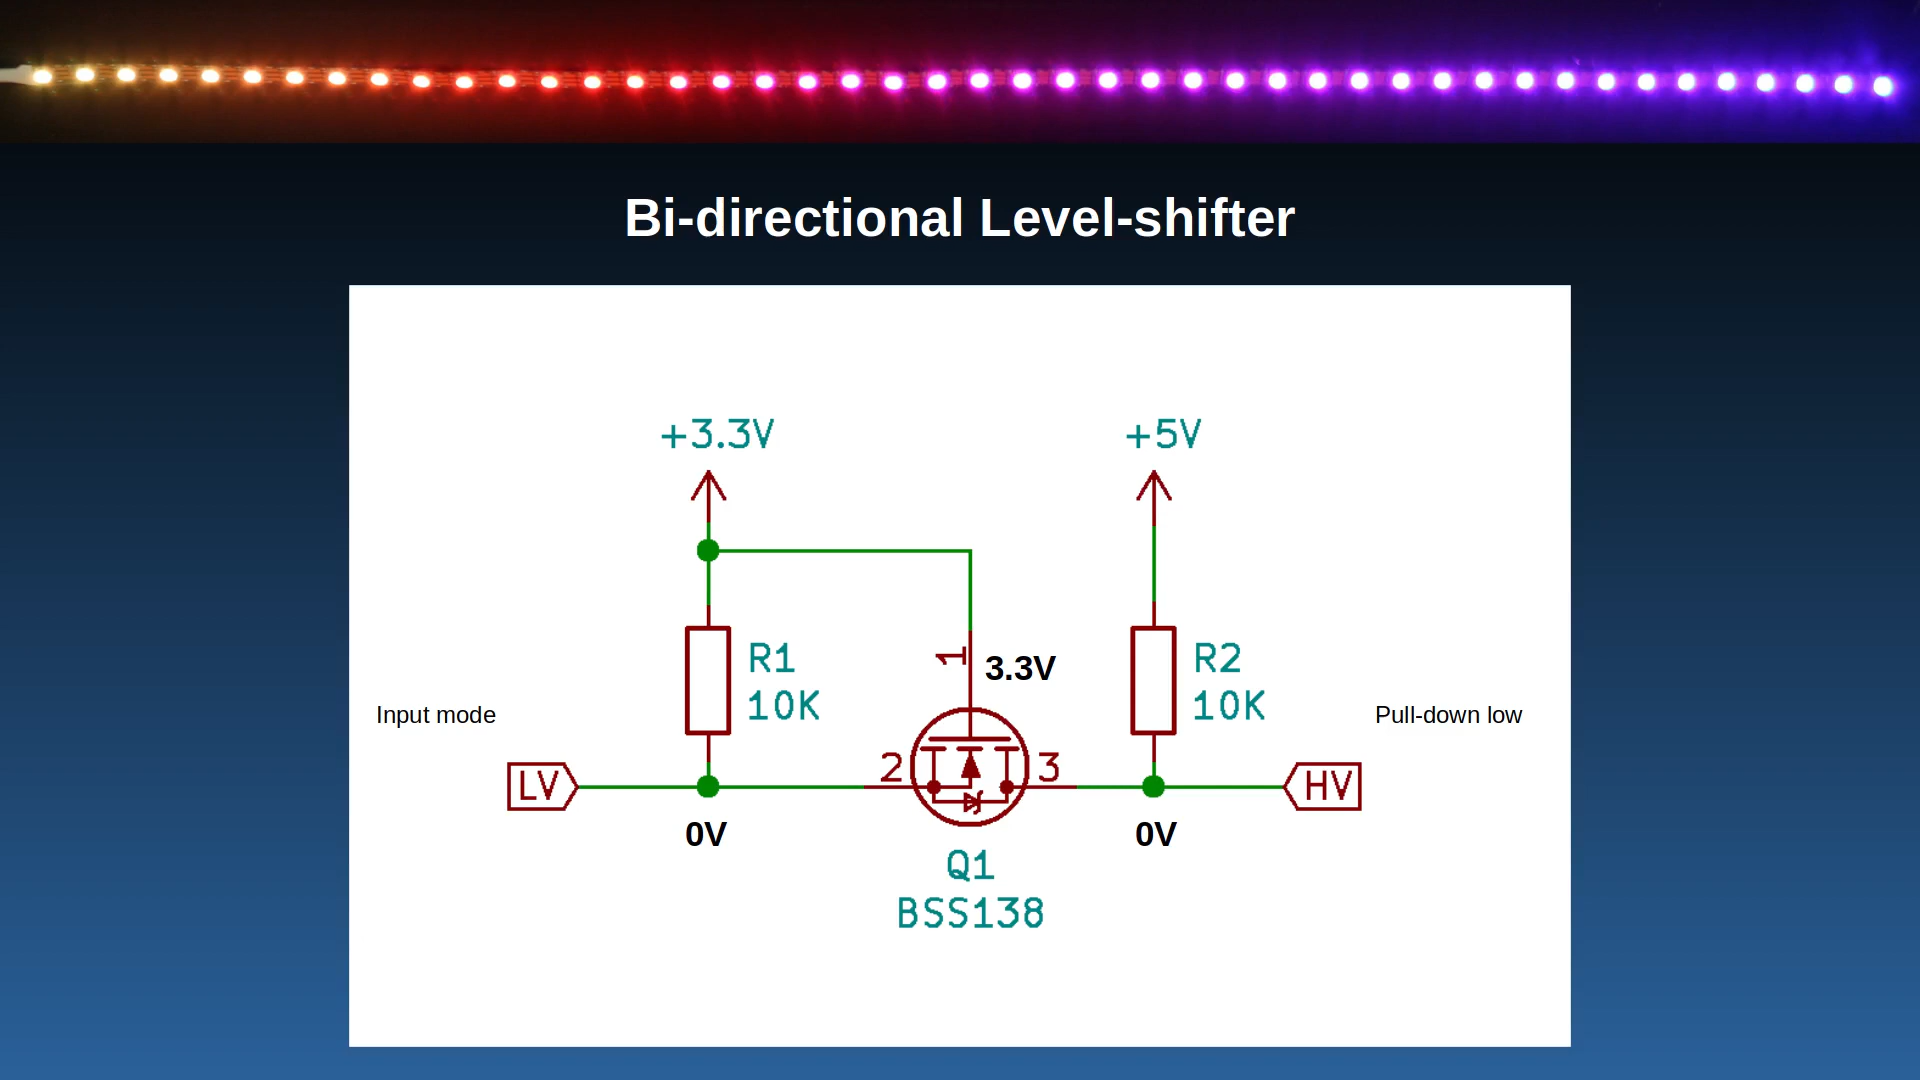 Bi-directional Level-shifter
+3.3V
+5V
1
3.3V
R1
10K
R2
10K
Input mode
Pull-down low
LV
2
3
HV
0V
0V
Q1
BSS138